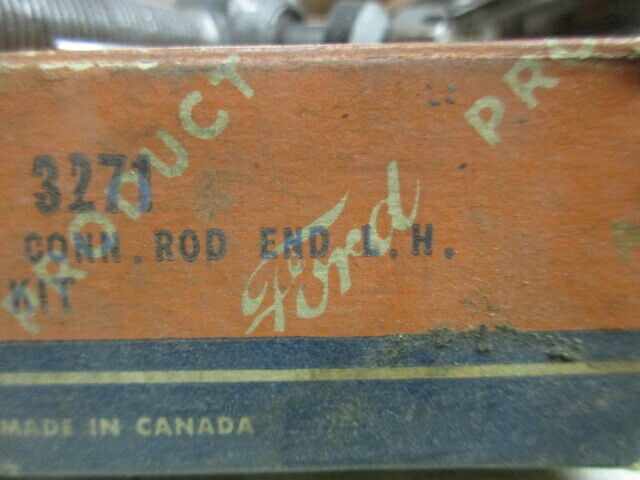 PRODUCT
PRO
3271
CONN. ROD END L.H.
KIT
Ford
MADE IN CANADA